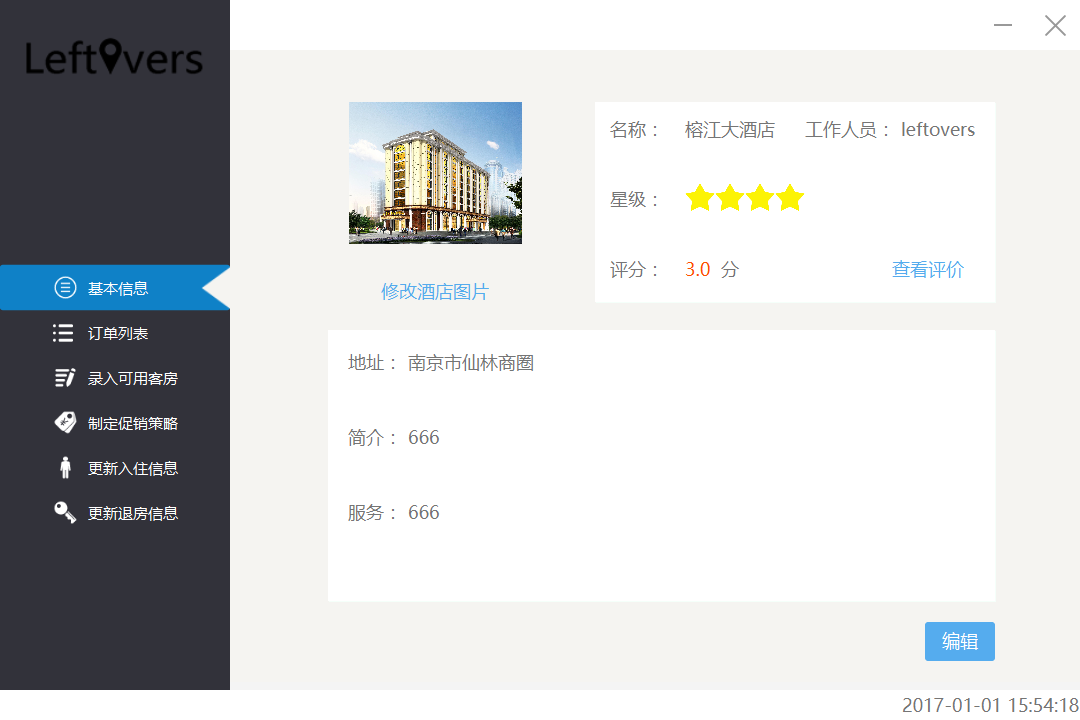 Leftovers
基本信息
订单列表
录入可用客房
制定促销策略
更新入住信息
更新退房信息
修改酒店图片
名称： 榕江大酒店 工作人员： leftovers
星级：
评分： 3.0 分 查看评价
地址： 南京市仙林商圈
简介： 666
服务： 666
编辑
2017-01-01 15:54:18